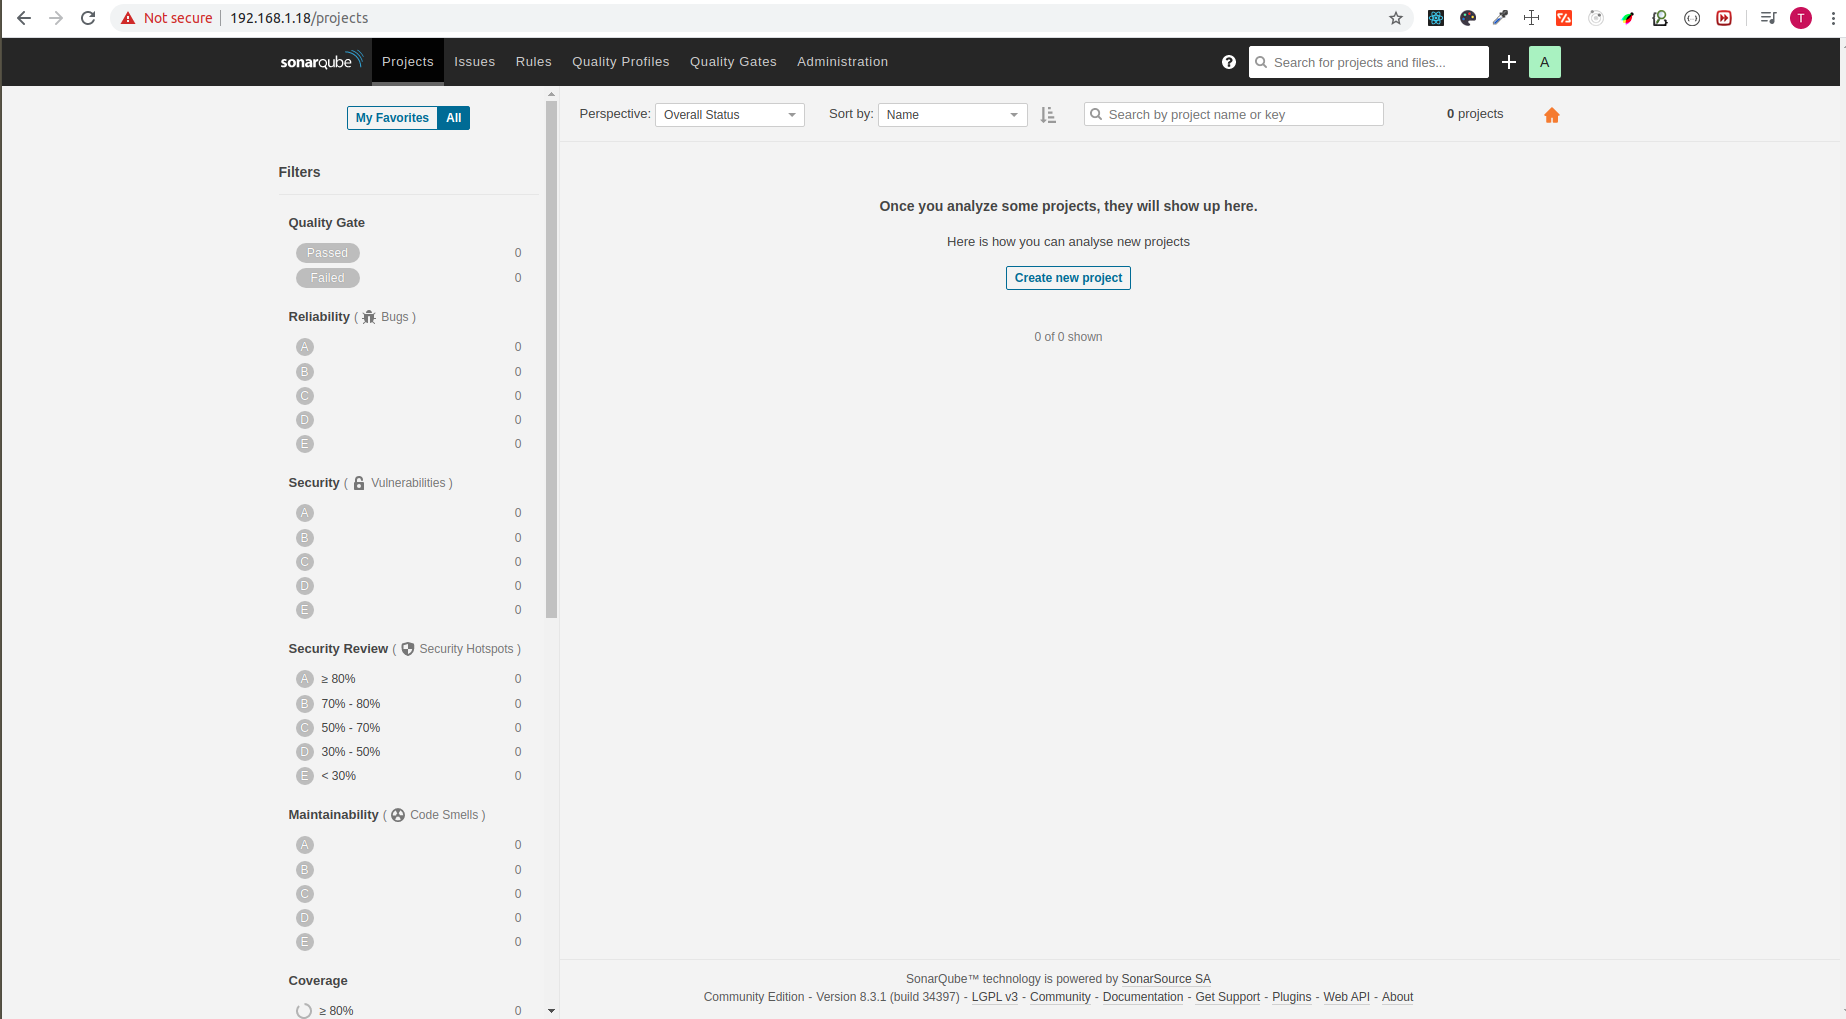 Not secure 192.168.1.18/projects
T
sonarqube Projects Issues Rules Quality Profiles Quality Gates Administration
Search for projects and files...
A
My Favorites All
Perspective: Overall Status Sort by: Name Search by project name or key 0 projects
Filters
Quality Gate
Passed 0
Failed 0
Reliability ( Bugs )
A 0
B 0
C 0
D 0
E 0
Security ( Vulnerabilities )
A 0
B 0
C 0
D 0
E 0
Security Review ( Security Hotspots )
A ≥ 80% 0
B 70% - 80% 0
C 50% - 70% 0
D 30% - 50% 0
E < 30% 0
Maintainability ( Code Smells )
A 0
B 0
C 0
D 0
E 0
Coverage
≥ 80% 0
Once you analyze some projects, they will show up here.
Here is how you can analyse new projects
Create new project
0 of 0 shown
SonarQube™ technology is powered by SonarSource SA
Community Edition - Version 8.3.1 (build 34397) - LGPL v3 - Community - Documentation - Get Support - Plugins - Web API - About